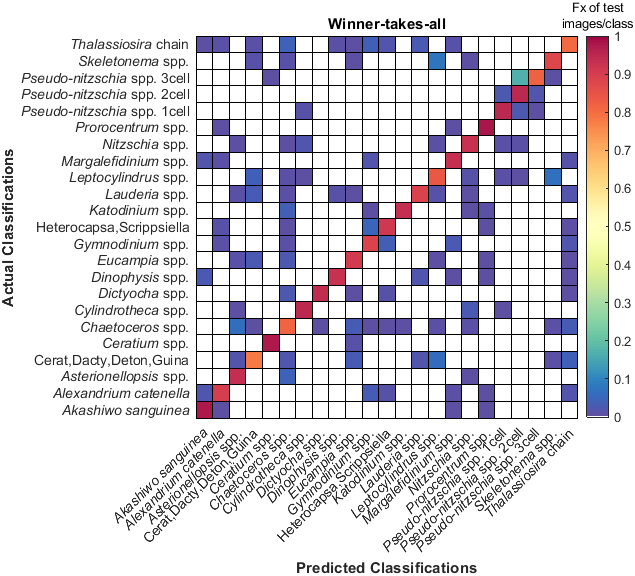 Winner-takes-all
Fx of test
images/class
Thalassiosira chain
Skeletonema spp.
Pseudo-nitzschia spp. 3cell
Pseudo-nitzschia spp. 2cell
Pseudo-nitzschia spp. 1cell
Prorocentrum spp.
Nitzschia spp.
Margalefidinium spp.
Leptocylindrus spp.
Lauderia spp.
Katodinium spp.
Heterocapsa,Scrippsiella
Gymnodinium spp.
Eucampia spp.
Dinophysis spp.
Dictyocha spp.
Cylindrotheca spp.
Chaetoceros spp.
Ceratium spp.
Cerat,Dacty,Deton,Guina
Asterionellopsis spp.
Alexandrium catenella
Akashiwo sanguinea
Actual Classifications
1
0.9
0.8
0.7
0.6
0.5
0.4
0.3
0.2
0.1
0
Akashiwo sanguinea
Alexandrium catenella
Asterionellopsis spp.
Cerat,Dacty,Deton,Guina
Ceratium spp.
Chaetoceros spp.
Cylindrotheca spp.
Dictyocha spp.
Dinophysis spp.
Eucampia spp.
Gymnodinium spp.
Heterocapsa,Scrippsiella
Katodinium spp.
Lauderia spp.
Leptocylindrus spp.
Margalefidinium spp.
Nitzschia spp.
Prorocentrum spp.
Pseudo-nitzschia spp. 1cell
Pseudo-nitzschia spp. 2cell
Pseudo-nitzschia spp. 3cell
Skeletonema spp.
Thalassiosira chain
Predicted Classifications